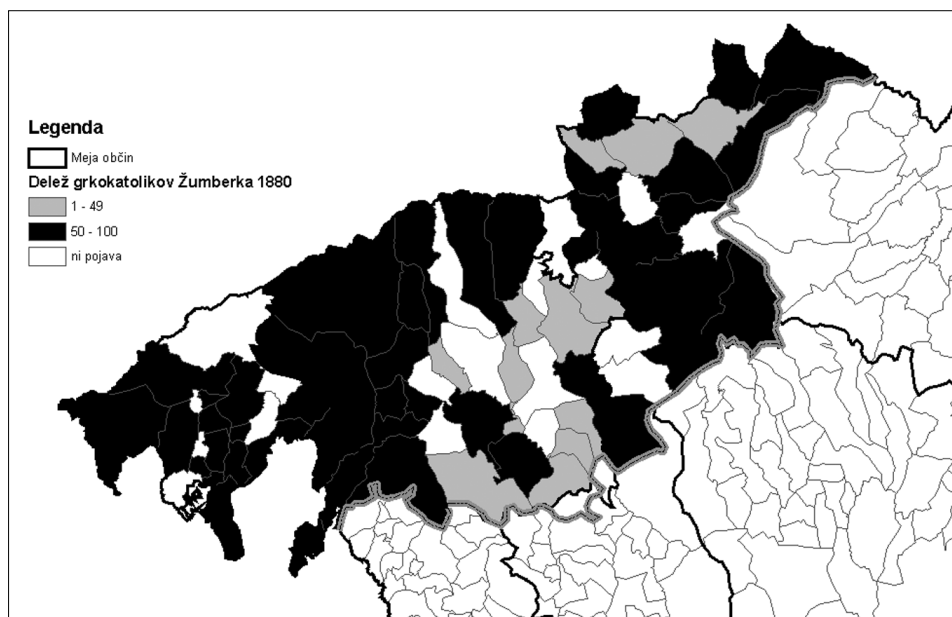 Legenda
Meja občin
Delež grkokatolikov Žumberka 1880
1 - 49
50 - 100
ni pojava